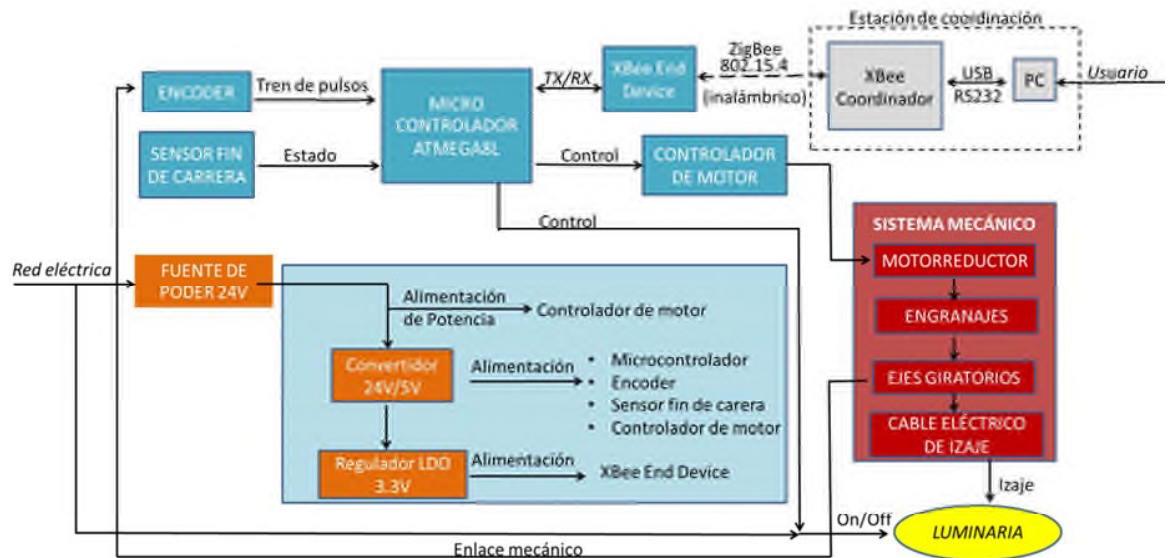 Estación de coordinación
ENCODER
Tren de pulsos
MICRO
CONTROLADOR
ATMEGA8L
TX/RX
XBee End
Device
ZigBee
802.15.4
(inalámbrico)
XBee
Coordinador
USB
RS232
PC
Usuario
SENSOR FIN
DE CARRERA
Estado
Control
CONTROLADOR
DE MOTOR
Control
SISTEMA MECÁNICO
MOTORREDUCTOR
ENGRANAJES
EJES GIRATORIOS
CABLE ELÉCTRICO
DE IZAJE
Izaje
Red eléctrica
FUENTE DE
PODER 24V
Alimentación
de Potencia
Controlador de motor
Convertidor
24V/5V
Alimentación
• Microcontrolador
• Encoder
• Sensor fin de carera
• Controlador de motor
Regulador LDO
3.3V
Alimentación
XBee End Device
On/Off
LUMINARIA
Enlace mecánico